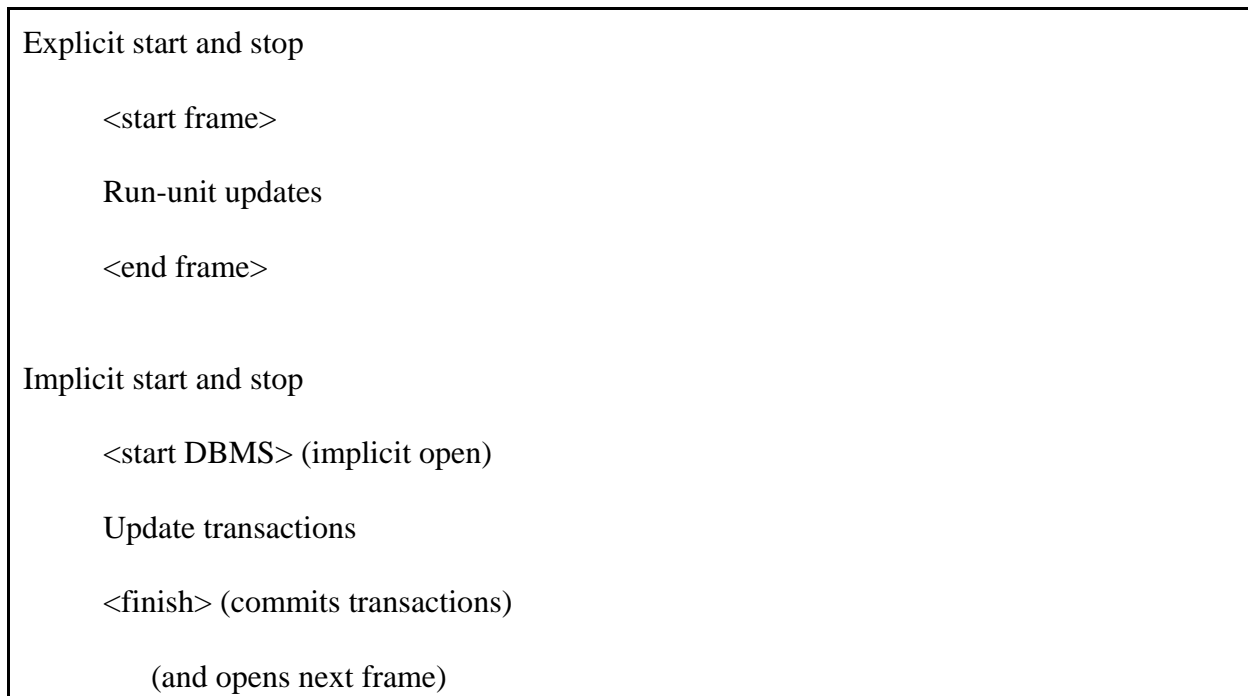 Explicit start and stop
<start frame>
Run-unit updates
<end frame>
Implicit start and stop
<start DBMS> (implicit open)
Update transactions
<finish> (commits transactions)
(and opens next frame)